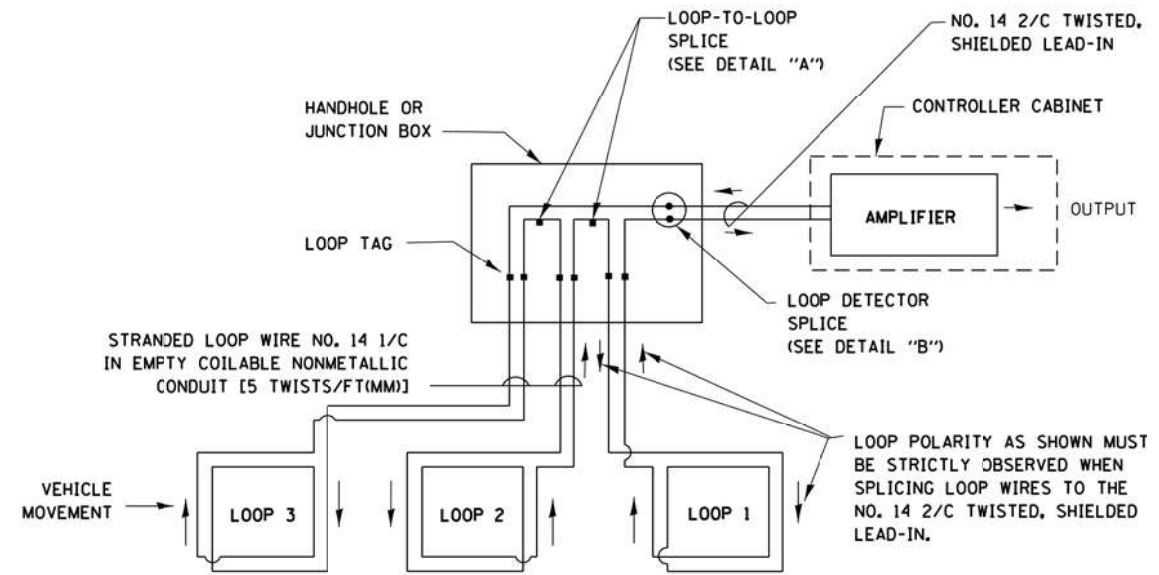 LOOP-TO-LOOP
SPLICE
(SEE DETAIL "A")
NO. 14 2/C TWISTED,
SHIELDED LEAD-IN
HANDHOLE OR
JUNCTION BOX
CONTROLLER CABINET
AMPLIFIER
OUTPUT
LOOP TAG
LOOP DETECTOR
SPLICE
(SEE DETAIL "B")
STRANDED LOOP WIRE NO. 14 1/C
IN EMPTY COILABLE NONMETALLIC
CONDUIT [5 TWISTS/FT(MM)]
LOOP POLARITY AS SHOWN MUST
BE STRICTLY OBSERVED WHEN
SPLICING LOOP WIRES TO THE
NO. 14 2/C TWISTED, SHIELDED
LEAD-IN.
VEHICLE
MOVEMENT
LOOP 3
LOOP 2
LOOP 1